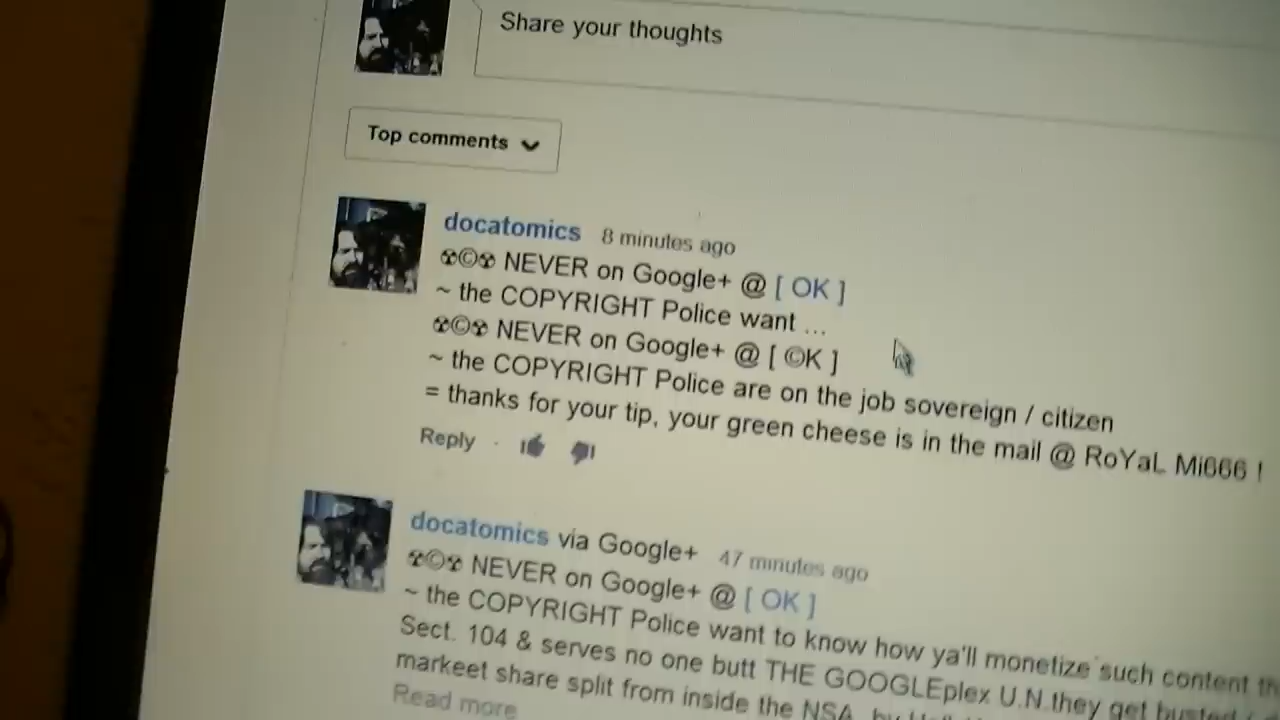 Share your thoughts
Top comments
docatomics 8 minutes ago
☢©☢ NEVER on Google+ @ [ OK ]
~ the COPYRIGHT Police want ...
☢©☢ NEVER on Google+ @ [ ©K ]
~ the COPYRIGHT Police are on the job sovereign / citizen
= thanks for your tip, your green cheese is in the mail @ RoYaL Mi666 !
Reply ·
docatomics via Google+ 47 minutes ago
☢©☢ NEVER on Google+ @ [ OK ]
~ the COPYRIGHT Police want to know how ya'll monetize such content
Sect. 104 & serves no one butt THE GOOGLEplex U.N.they get busted
markeet share split from inside the NSA, by
Read more